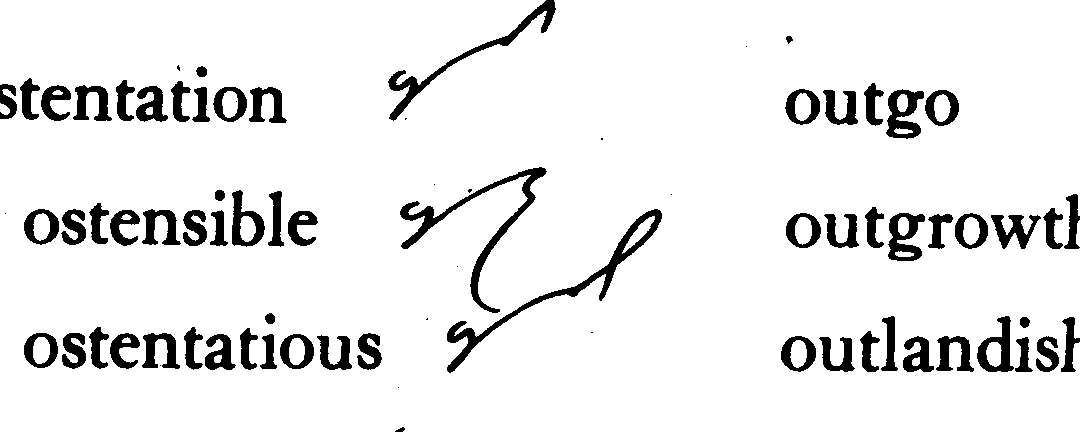 stentation outgo
ostensible outgrowth
ostentatious outlandish